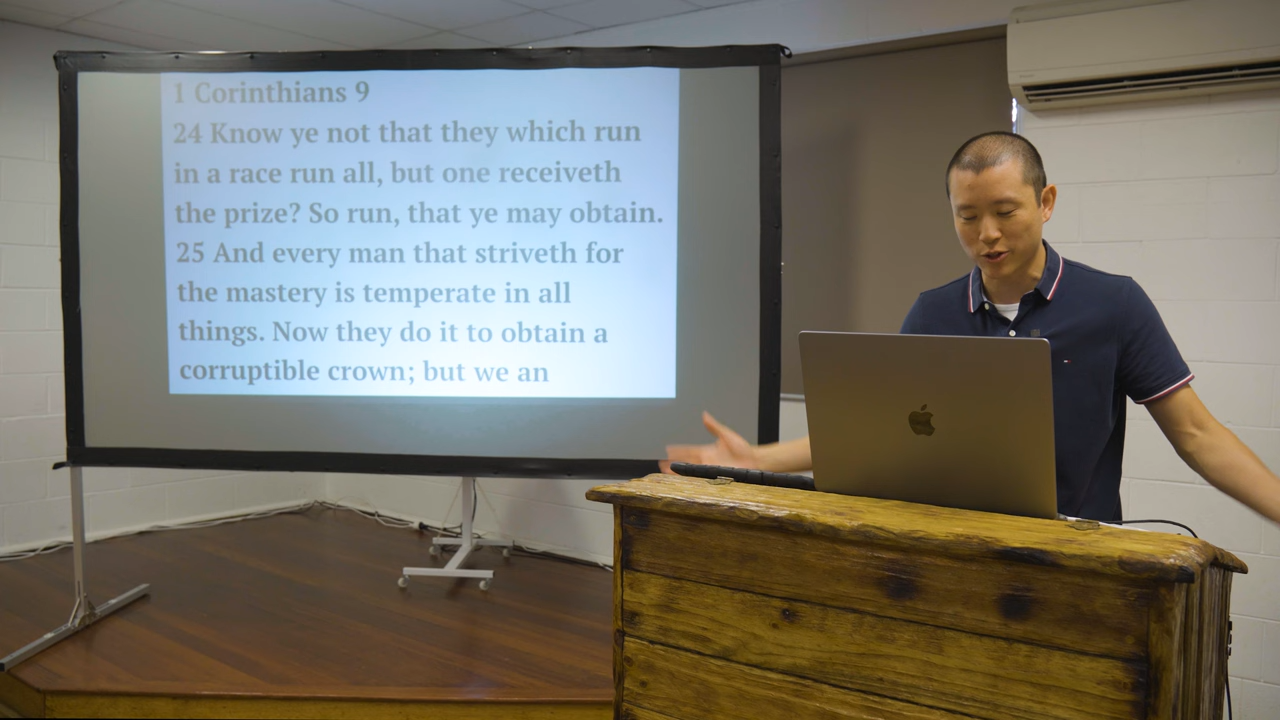 1 Corinthians 9
24 Know ye not that they which run
in a race run all, but one receiveth
the prize? So run, that ye may obtain.
25 And every man that striveth for
the mastery is temperate in all
things. Now they do it to obtain a
corruptible crown; but we an